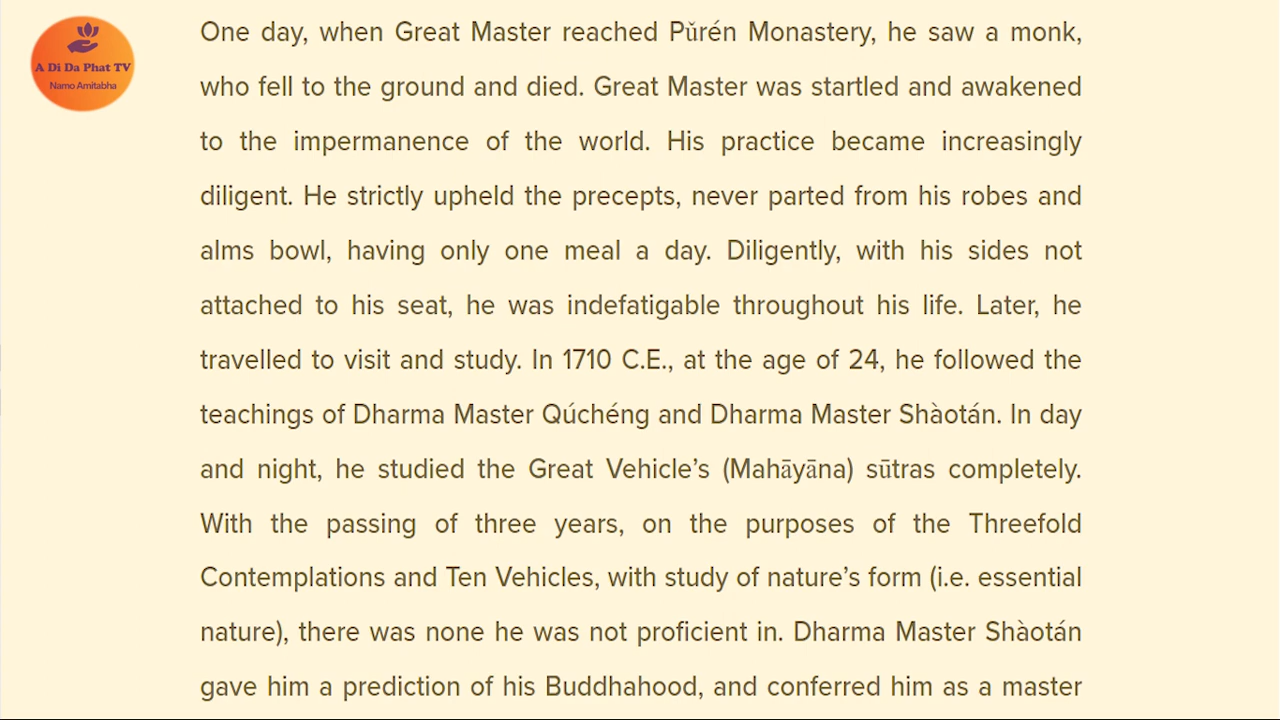 A Di Da Phat TV
Namo Amitabha
One day, when Great Master reached Pǔrén Monastery, he saw a monk,
who fell to the ground and died. Great Master was startled and awakened
to the impermanence of the world. His practice became increasingly
diligent. He strictly upheld the precepts, never parted from his robes and
alms bowl, having only one meal a day. Diligently, with his sides not
attached to his seat, he was indefatigable throughout his life. Later, he
travelled to visit and study. In 1710 C.E., at the age of 24, he followed the
teachings of Dharma Master Qúchéng and Dharma Master Shàotán. In day
and night, he studied the Great Vehicle’s (Mahāyāna) sūtras completely.
With the passing of three years, on the purposes of the Threefold
Contemplations and Ten Vehicles, with study of nature’s form (i.e. essential
nature), there was none he was not proficient in. Dharma Master Shàotán
gave him a prediction of his Buddhahood, and conferred him as a master